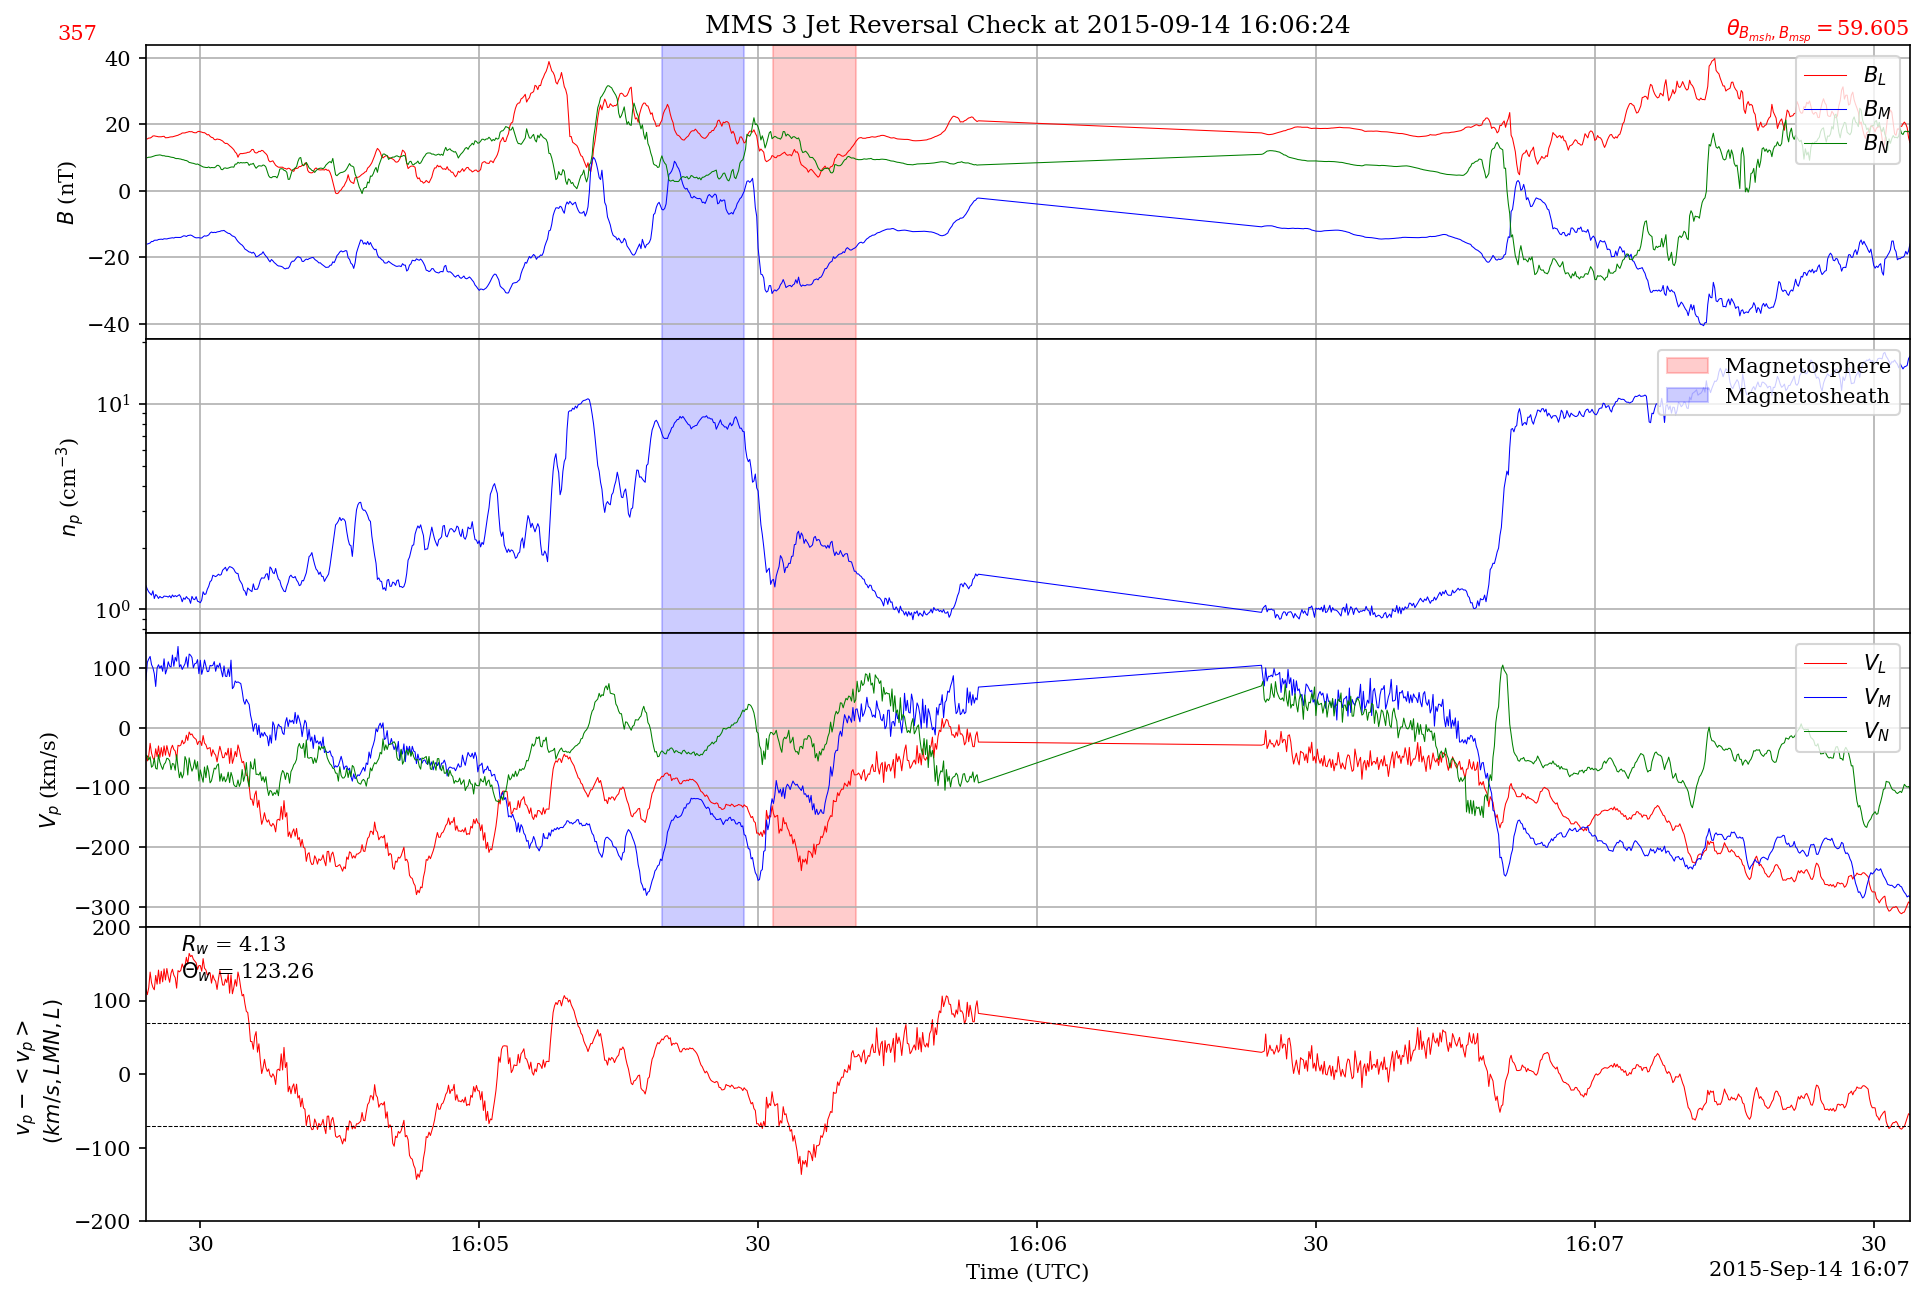 MMS 3 Jet Reversal Check at 2015-09-14 16:06:24
357
θ_{B_{msh}, B_{msp}} = 59.605
40
20
0
−20
−40
B (nT)
B_L
B_M
B_N
10^1
10^0
n_p (cm^{−3})
Magnetosphere
Magnetosheath
100
0
−100
−200
−300
V_p (km/s)
V_L
V_M
V_N
200
100
0
−100
−200
v_p − < v_p >
(km/s, LMN, L)
R_w = 4.13
Θ_w = 123.26
30
16:05
30
16:06
30
16:07
30
Time (UTC)
2015-Sep-14 16:07